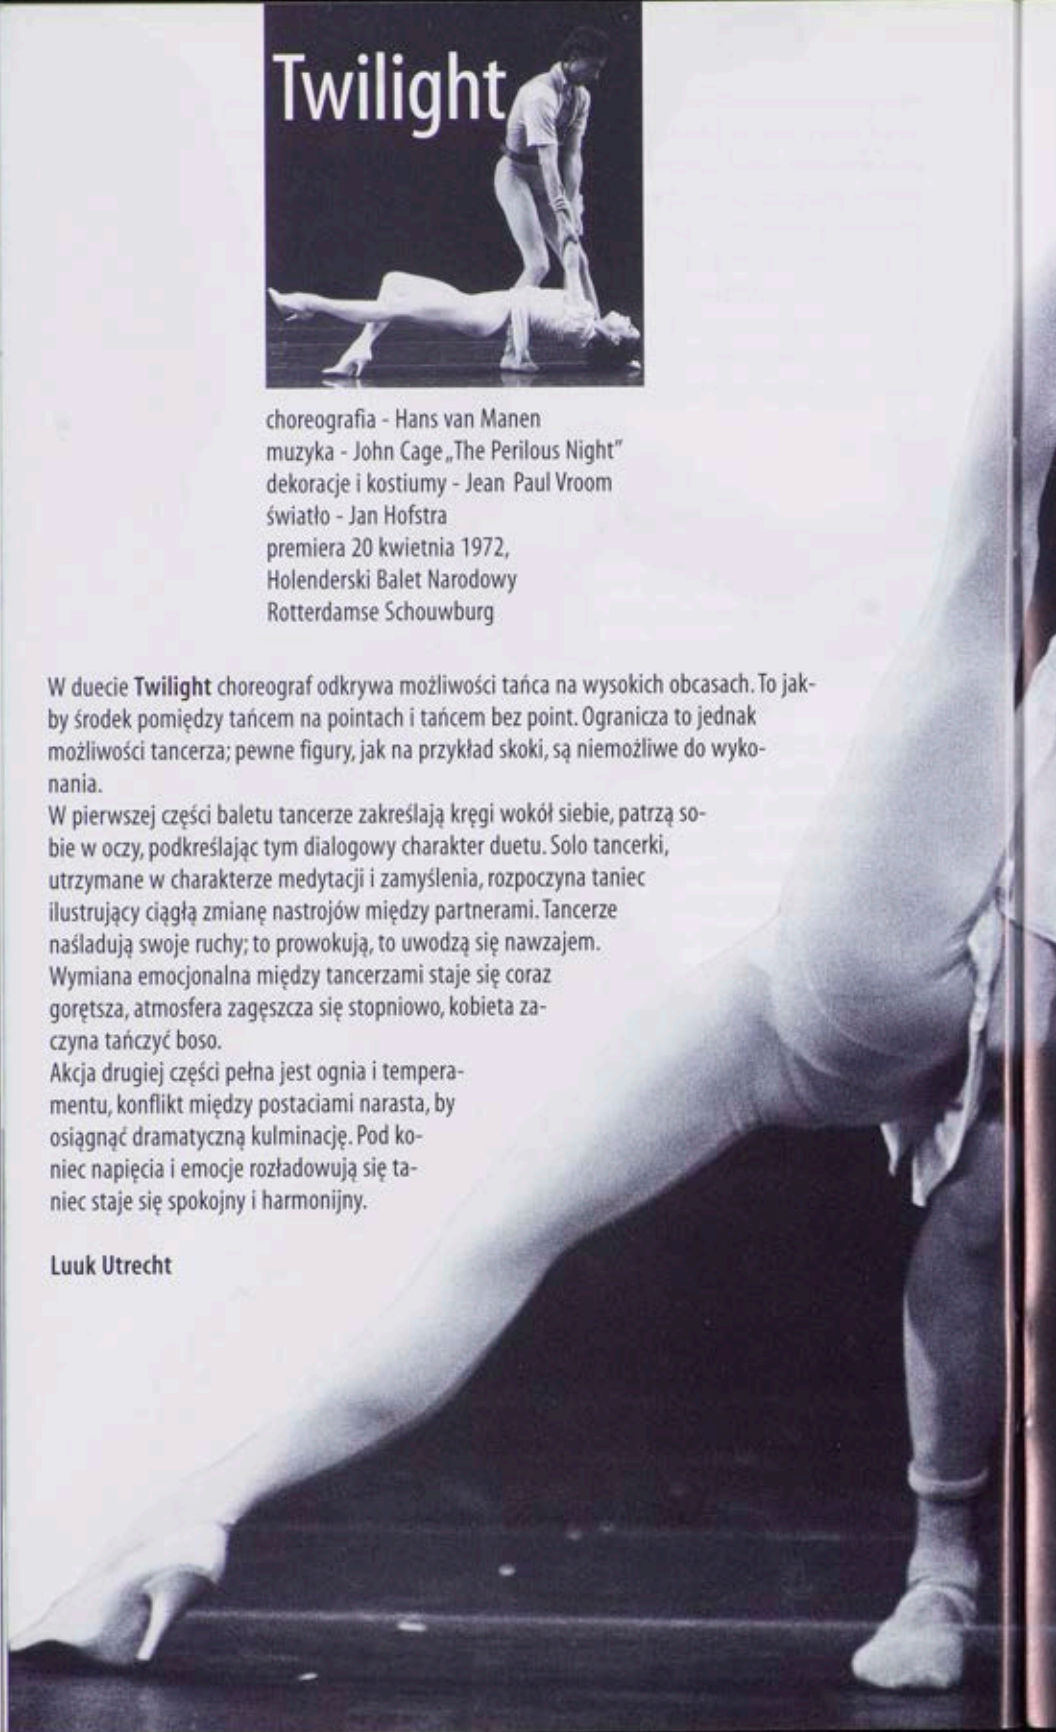 Twilight
choreografia - Hans van Manen
muzyka - John Cage „The Perilous Night”
dekoracje i kostiumy - Jean Paul Vroom
światło - Jan Hofstra
premiera 20 kwietnia 1972,
Holenderski Balet Narodowy
Rotterdamse Schouwburg
W duecie Twilight choreograf odkrywa możliwości tańca na wysokich obcasach. To jak-
by środek pomiędzy tańcem na pointach i tańcem bez point. Ogranicza to jednak
możliwości tancerza; pewne figury, jak na przykład skoki, są niemożliwe do wyko-
nania.
W pierwszej części baletu tancerze zakreślają kręgi wokół siebie, patrzą so-
bie w oczy, podkreślając tym dialogowy charakter duetu. Solo tancerki,
utrzymane w charakterze medytacji i zamyślenia, rozpoczyna taniec
ilustrujący ciągłą zmianę nastrojów między partnerami. Tancerze
naśladują swoje ruchy; to prowokują, to uwodzą się nawzajem.
Wymiana emocjonalna między tancerzami staje się coraz
gorętsza, atmosfera zagęszcza się stopniowo, kobieta za-
czyna tańczyć boso.
Akcja drugiej części pełna jest ognia i tempera-
mentu, konflikt między postaciami narasta, by
osiągnąć dramatyczną kulminację. Pod ko-
niec napięcia i emocje rozładowują się ta-
niec staje się spokojny i harmonijny.
Luuk Utrecht